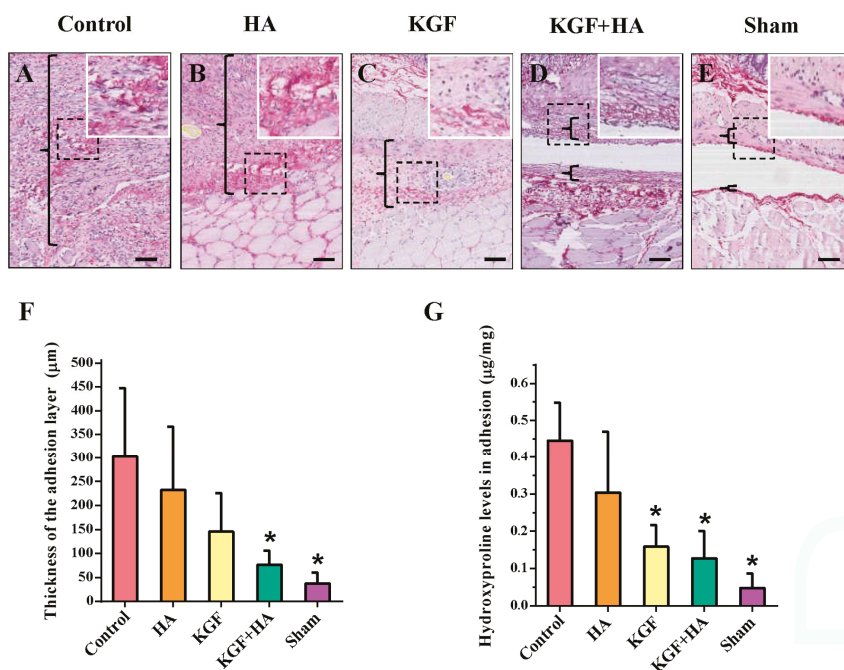 Control HA KGF KGF+HA Sham
A B C D E
F G
Thickness of the adhesion layer (μm)
500
450
400
350
300
250
200
150
100
50
0
* *
Control HA KGF KGF+HA Sham
Hydroxyproline levels in adhesion (μg/mg)
0.6
0.5
0.4
0.3
0.2
0.1
0.0
* * *
Control HA KGF KGF+HA Sham